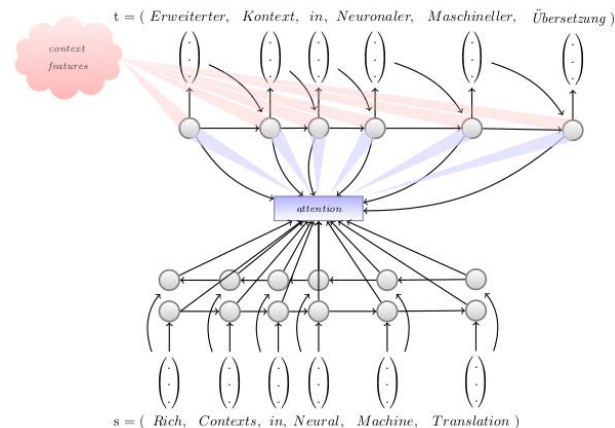 t = ( Erweiterter, Kontext, in, Neuronaler, Maschineller, Übersetzung )
context
features
attention
s = ( Rich, Contexts, in, Neural, Machine, Translation )